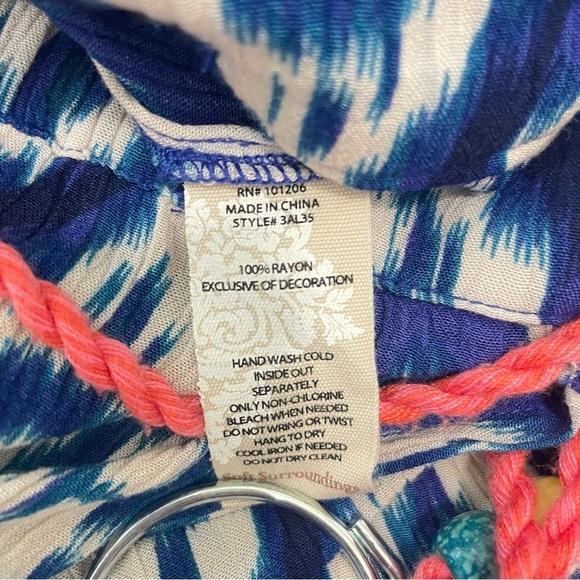 RN# 101206
MADE IN CHINA
STYLE# 3AL35
100% RAYON
EXCLUSIVE OF DECORATION
HAND WASH COLD
INSIDE OUT
SEPARATELY
ONLY NON-CHLORINE
BLEACH WHEN NEEDED
DO NOT WRING OR TWIST
HANG TO DRY
COOL IRON IF NEEDED
DO NOT DRY CLEAN
Soft Surroundings